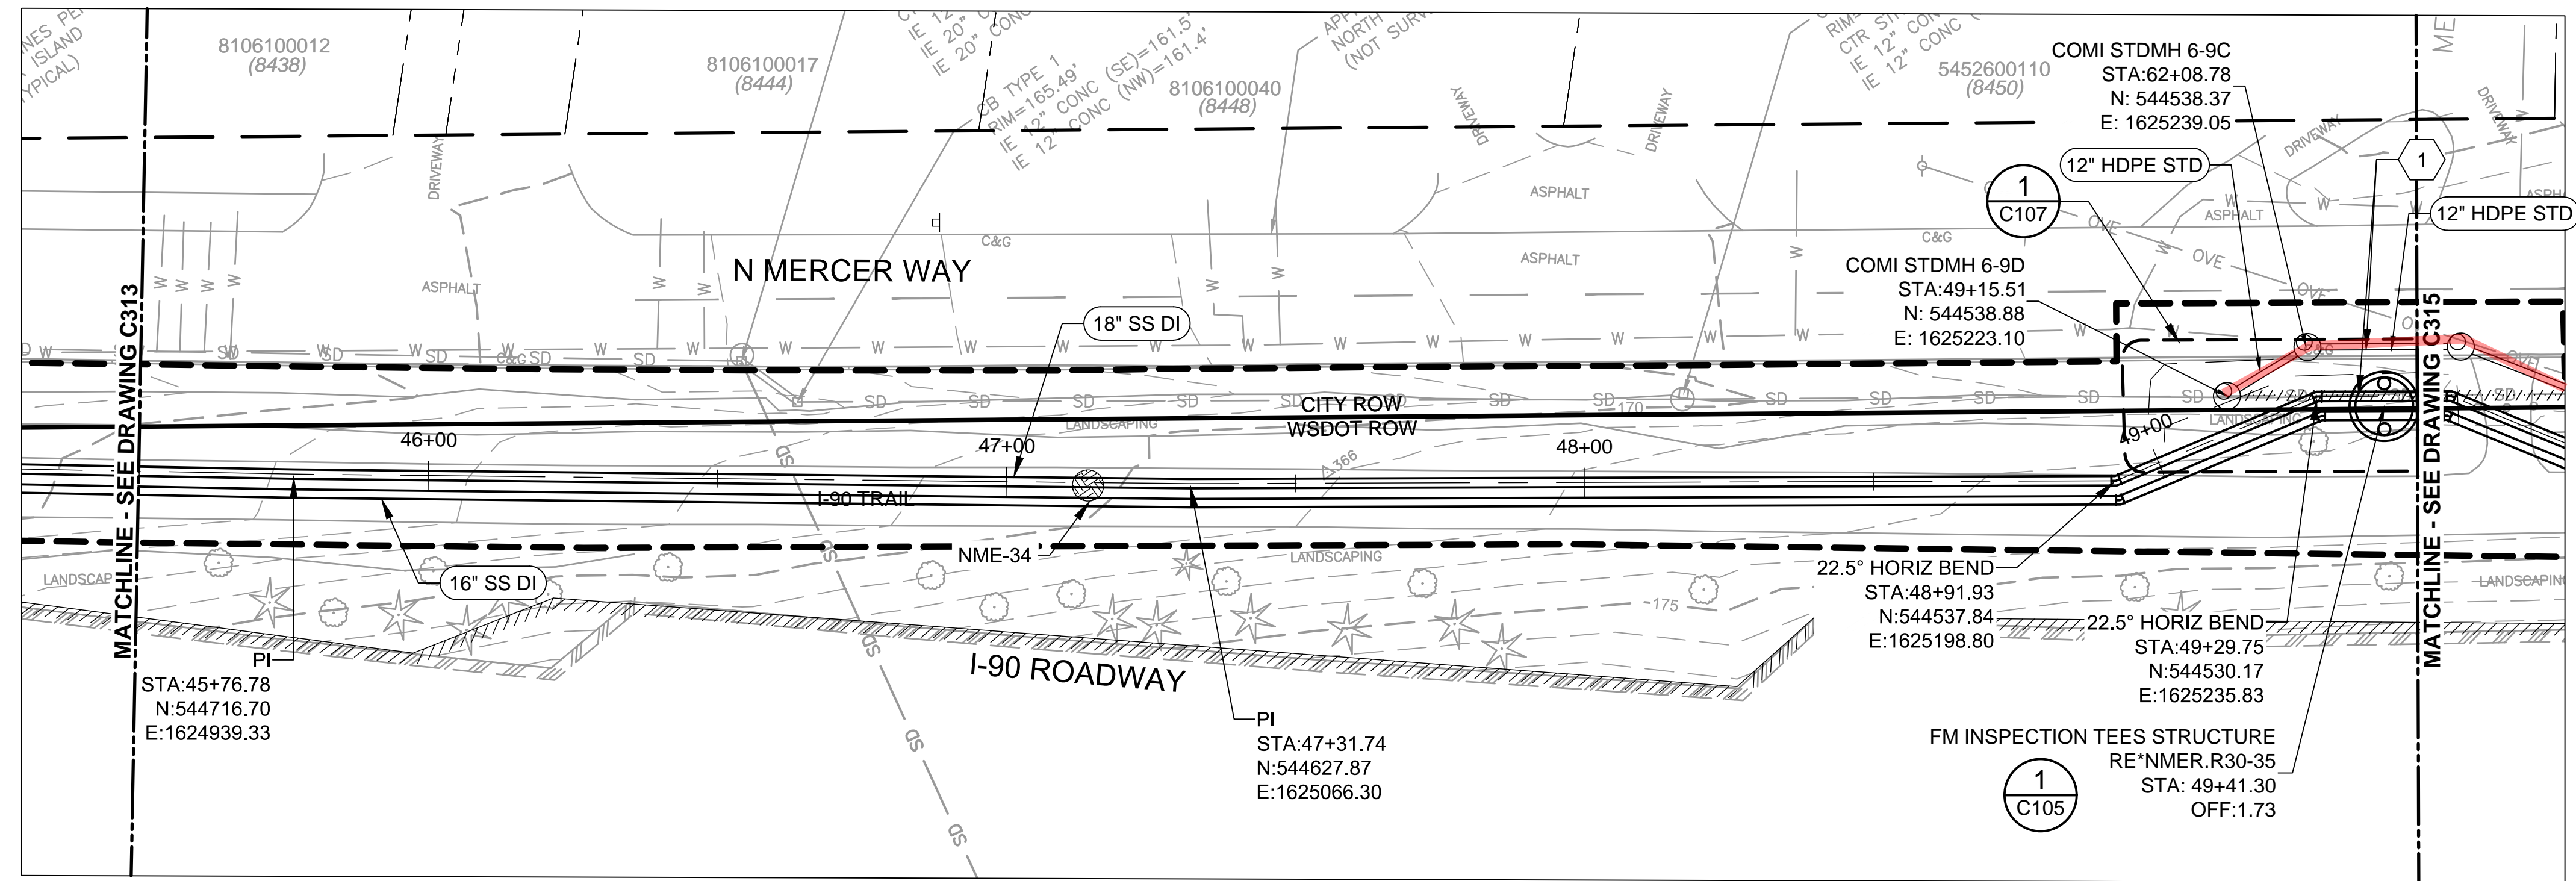 8106100012
(8438)
8106100017
(8444)
CB TYPE 1
RIM=165.49'
IE 12" CONC (SE)=161.5'
IE 12" CONC (NW)=161.4'
8106100040
(8448)
5452600110
(8450)
COMI STDMH 6-9C
STA:62+08.78
N: 544538.37
E: 1625239.05
12" HDPE STD
1
1
C107
12" HDPE STD
DRIVEWAY
DRIVEWAY
DRIVEWAY
DRIVEWAY
DRIVEWAY
ASPHALT
ASPHALT
ASPHALT
ASPHALT
C&G
C&G
C&G
C&G
N MERCER WAY
COMI STDMH 6-9D
STA:49+15.51
N: 544538.88
E: 1625223.10
18" SS DI
MATCHLINE - SEE DRAWING C313
MATCHLINE - SEE DRAWING C315
CITY ROW
WSDOT ROW
170
LANDSCAPING
LANDSCAPING
46+00
47+00
48+00
49+00
366
I-90 TRAIL
NME-34
LANDSCAPING
16" SS DI
175
I-90 ROADWAY
PI
STA:45+76.78
N:544716.70
E:1624939.33
PI
STA:47+31.74
N:544627.87
E:1625066.30
22.5° HORIZ BEND
STA:48+91.93
N:544537.84
E:1625198.80
22.5° HORIZ BEND
STA:49+29.75
N:544530.17
E:1625235.83
FM INSPECTION TEES STRUCTURE
RE*NMER.R30-35
STA: 49+41.30
OFF:1.73
1
C105